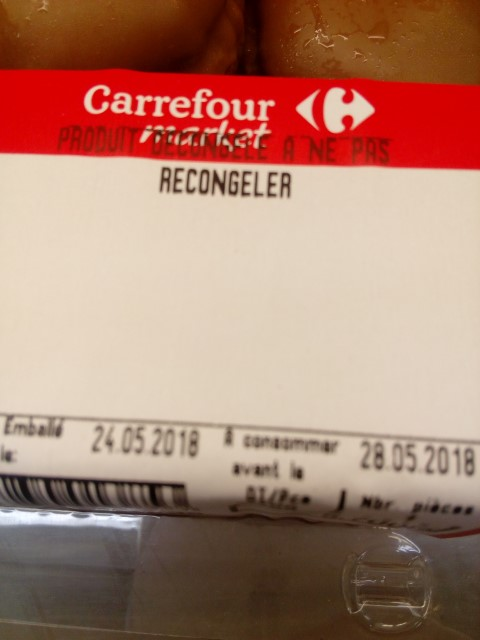 Carrefour
market
PRODUIT DECONGELE A NE PAS
RECONGELER
Emballé
le:
24.05.2018
A consommer
avant le
28.05.2018
Nbr pièces